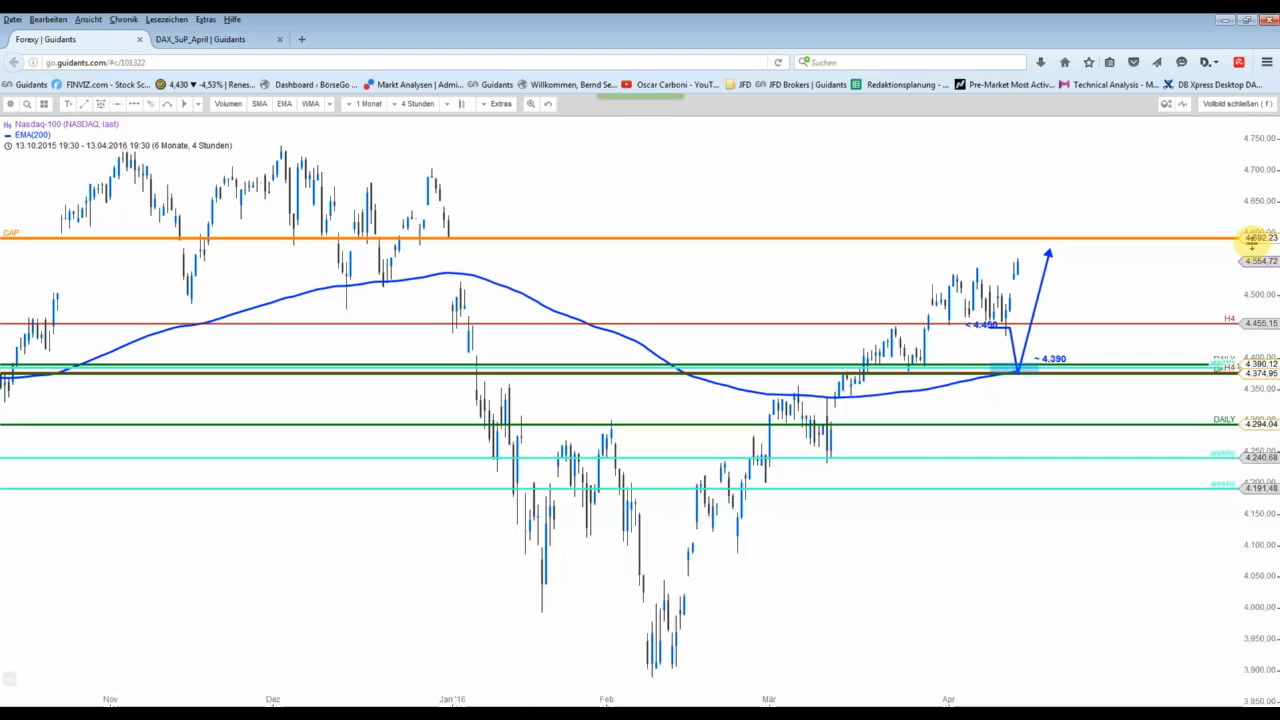 Datei Bearbeiten Ansicht Chronik Lesezeichen Extras Hilfe
Forexy | Guidants × DAX_SuP_April | Guidants × +
go.guidants.com/#c/101322 Suchen
Guidants FINVIZ.com - Stock Sc... 4,430 ▾ -4,53% | Renes... Dashboard ‹ BörseGo ... Markt Analysen | Admi... Guidants Willkommen, Bernd Se... Oscar Carboni - YouT... JFD JFD Brokers | Guidants Redaktionsplanung - ... Pre-Market Most Activ... Technical Analysis - M... DB Xpress Desktop DA...
Volumen SMA EMA WMA 1 Monat 4 Stunden Extras Vollbild schließen ( f )
Nasdaq-100 (NASDAQ, last)
EMA(200)
13.10.2015 19:30 - 13.04.2016 19:30 (6 Monate, 4 Stunden)
4.750,00
4.700,00
4.650,00
GAP 4.592,23
4.554,72
4.500,00
H4 4.455,15
~ 4.390
4.390,12
H4
4.374,95
4.350,00
DAILY 4.294,04
weekly 4.240,68
weekly 4.191,48
4.150,00
4.100,00
4.050,00
4.000,00
3.950,00
3.900,00
3.850,00
Nov Dez Jan '16 Feb Mär Apr